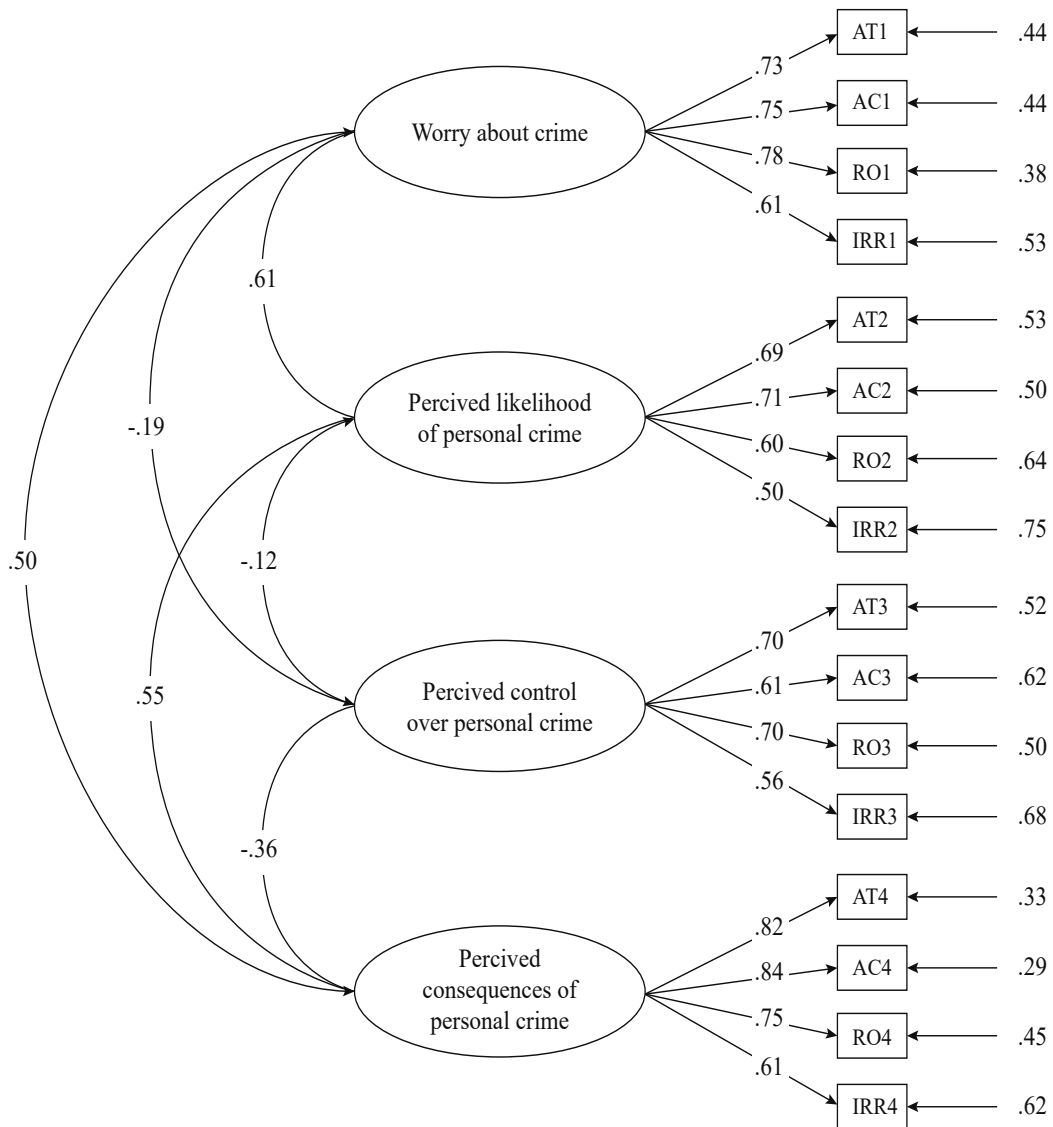 AT1
.44
.73
AC1
.44
.75
Worry about crime
.78
RO1
.38
.61
IRR1
.53
.61
AT2
.53
.69
Percived likelihood
of personal crime
.71
AC2
.50
-.19
.60
RO2
.64
.50
IRR2
.75
.50
-.12
AT3
.52
.70
AC3
.62
.61
Percived control
over personal crime
.55
.70
RO3
.50
.56
IRR3
.68
-.36
AT4
.33
.82
Percived
consequences of
personal crime
.84
AC4
.29
.75
RO4
.45
.61
IRR4
.62